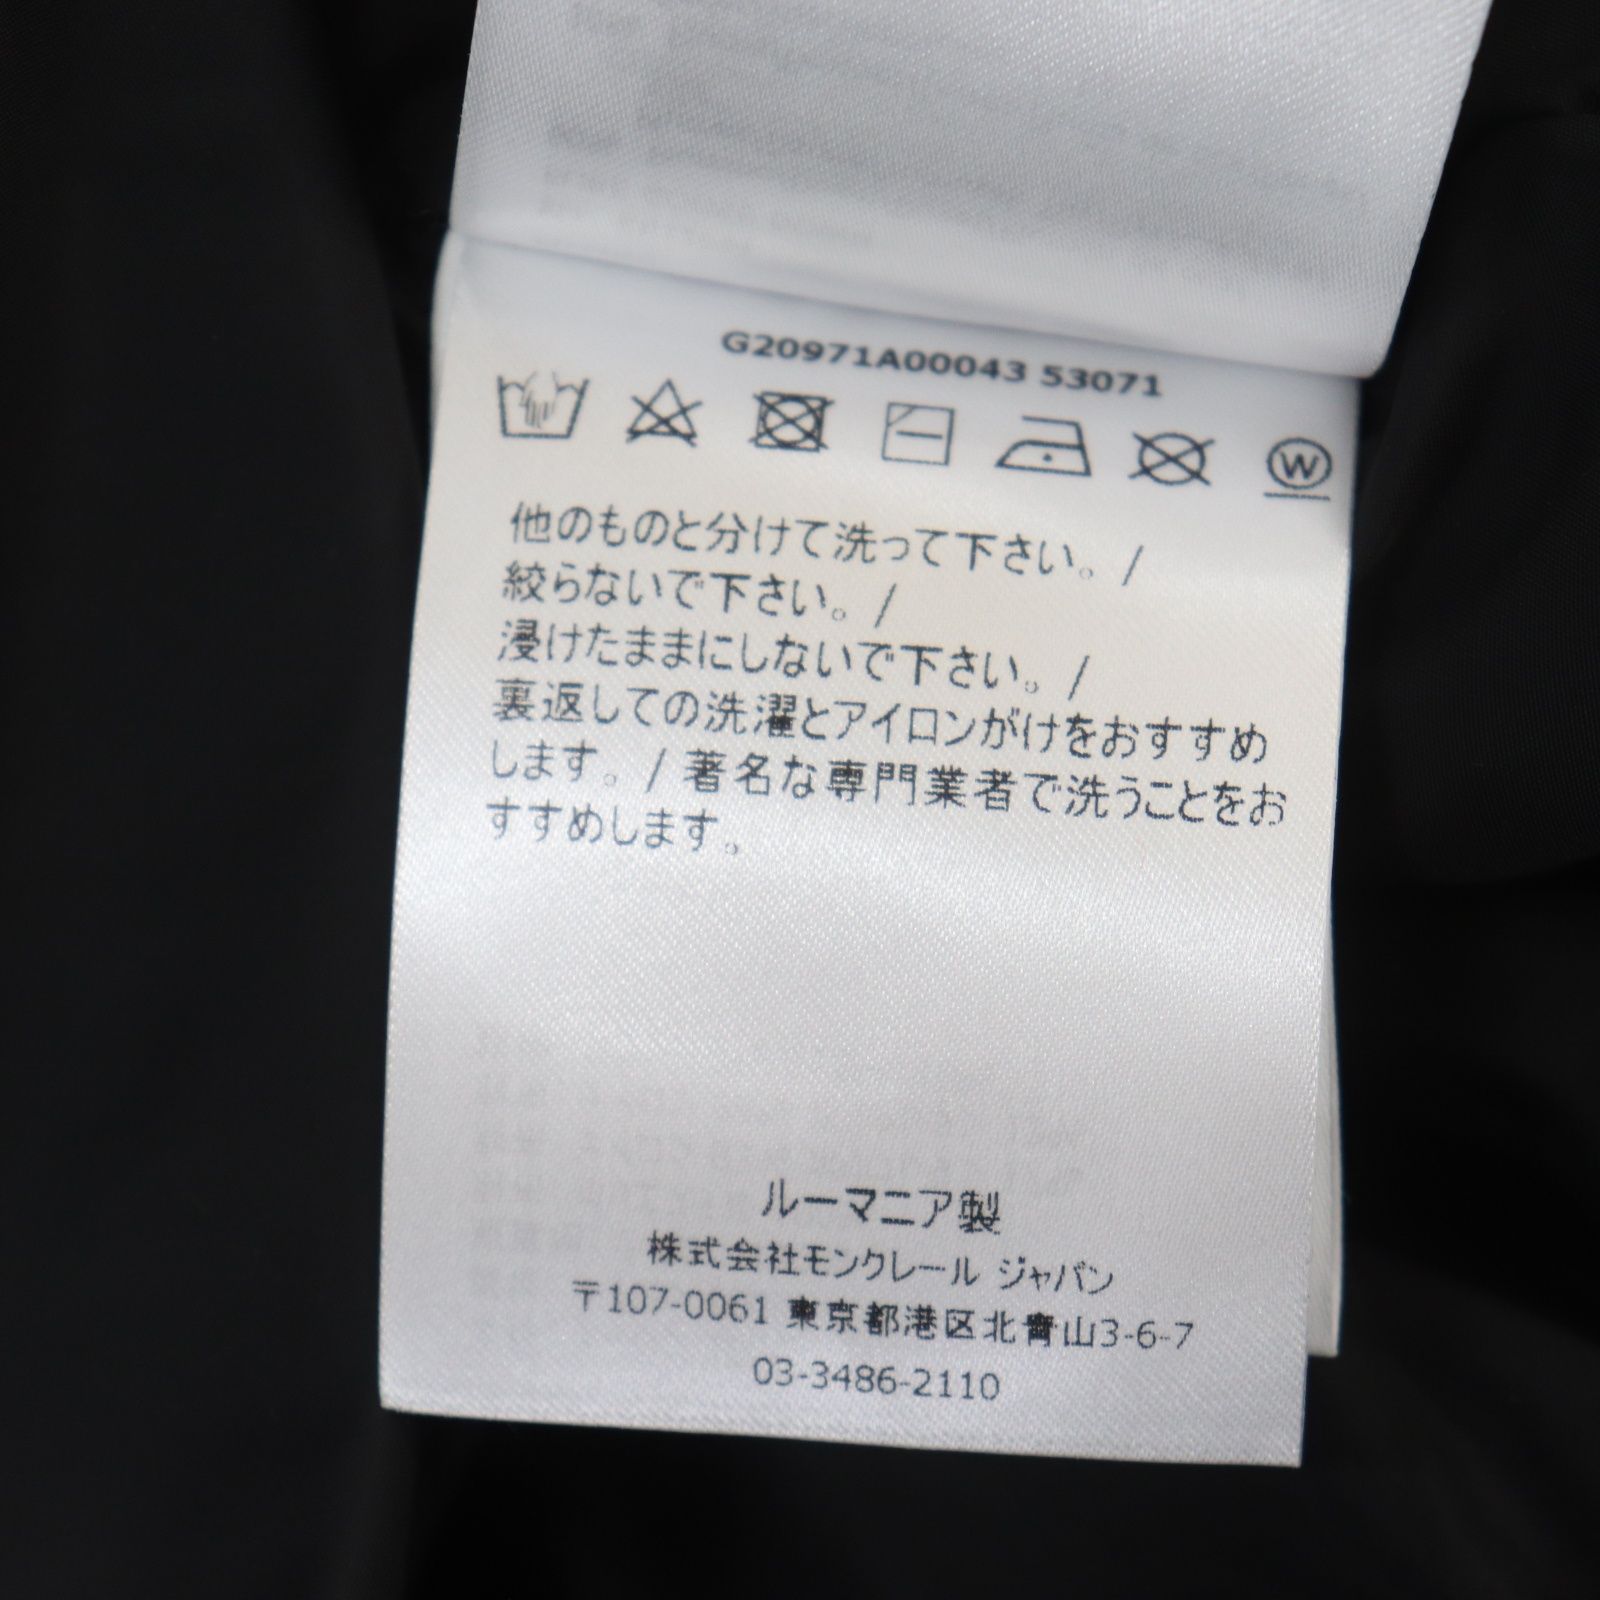 G20971A00043 53071
W
他のものと分けて洗って下さい。/
絞らないで下さい。/
浸けたままにしないで下さい。/
裏返しての洗濯とアイロンがけをおすすめ
します。/ 著名な専門業者で洗うことをお
すすめします。
ルーマニア製
株式会社モンクレール ジャパン
〒107-0061 東京都港区北青山3-6-7
03-3486-2110